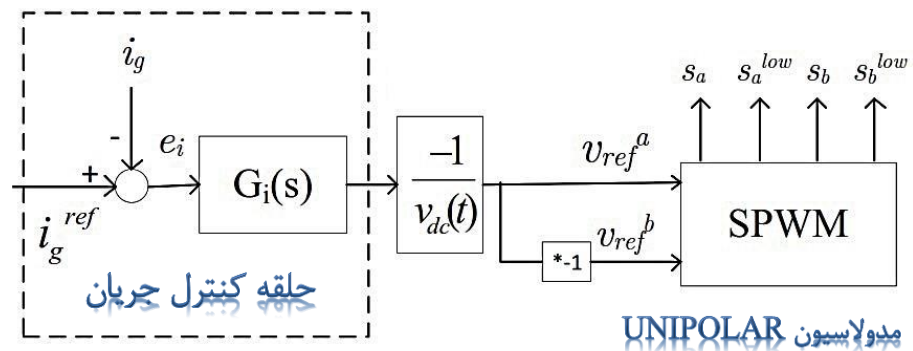 i_g
-
+
e_i
i_g^ref
G_i(s)
-1
v_dc(t)
v_ref^a
*-1
v_ref^b
s_a s_a^low s_b s_b^low
SPWM
حلقه کنترل جریان
مدولاسیون UNIPOLAR